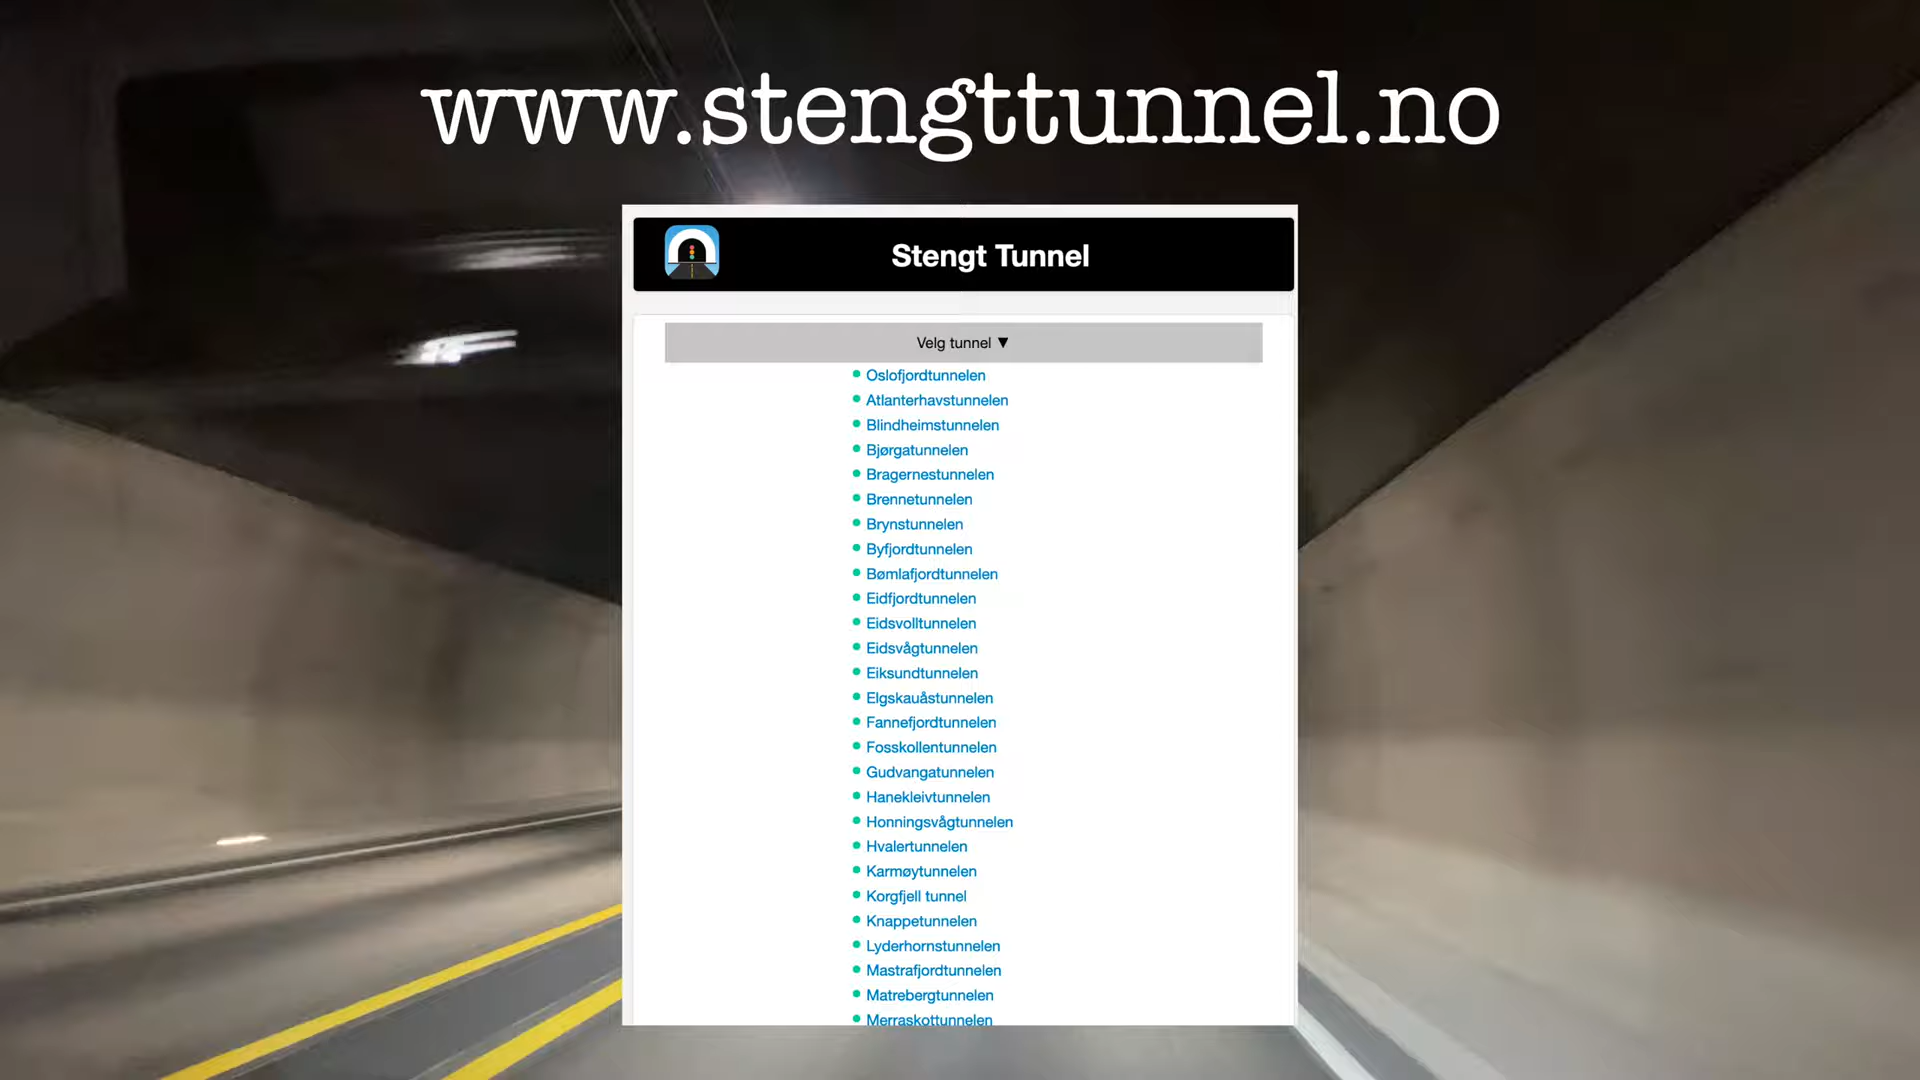 www.stengttunnel.no
Stengt Tunnel
Velg tunnel ▼
Oslofjordtunnelen
Atlanterhavstunnelen
Blindheimstunnelen
Bjørgatunnelen
Bragernestunnelen
Brennetunnelen
Brynstunnelen
Byfjordtunnelen
Bømlafjordtunnelen
Eidfjordtunnelen
Eidsvolltunnelen
Eidsvågtunnelen
Eiksundtunnelen
Elgskauåstunnelen
Fannefjordtunnelen
Fosskollentunnelen
Gudvangatunnelen
Hanekleivtunnelen
Honningsvågtunnelen
Hvalertunnelen
Karmøytunnelen
Korgfjell tunnel
Knappetunnelen
Lyderhornstunnelen
Mastrafjordtunnelen
Matrebergtunnelen
Merraskottunnelen